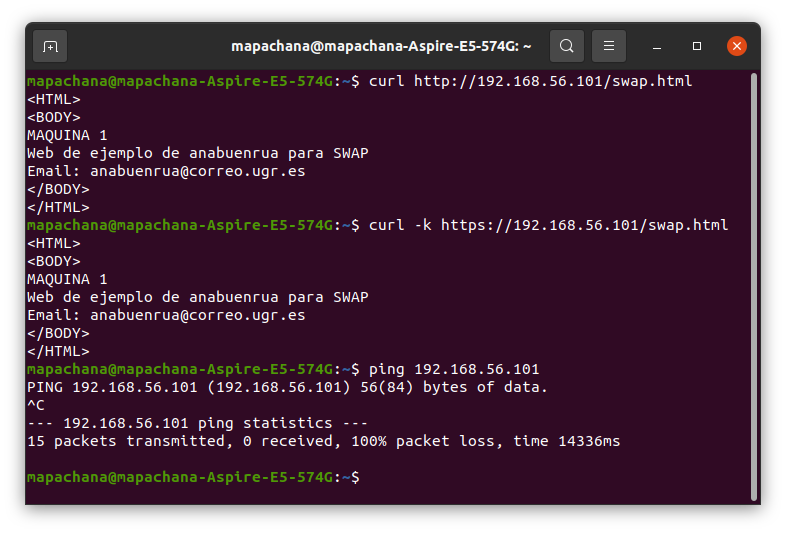 mapachana@mapachana-Aspire-E5-574G: ~
mapachana@mapachana-Aspire-E5-574G:~$ curl http://192.168.56.101/swap.html
<HTML>
<BODY>
MAQUINA 1
Web de ejemplo de anabuenrua para SWAP
Email: anabuenrua@correo.ugr.es
</BODY>
</HTML>
mapachana@mapachana-Aspire-E5-574G:~$ curl -k https://192.168.56.101/swap.html
<HTML>
<BODY>
MAQUINA 1
Web de ejemplo de anabuenrua para SWAP
Email: anabuenrua@correo.ugr.es
</BODY>
</HTML>
mapachana@mapachana-Aspire-E5-574G:~$ ping 192.168.56.101
PING 192.168.56.101 (192.168.56.101) 56(84) bytes of data.
^C
--- 192.168.56.101 ping statistics ---
15 packets transmitted, 0 received, 100% packet loss, time 14336ms
mapachana@mapachana-Aspire-E5-574G:~$